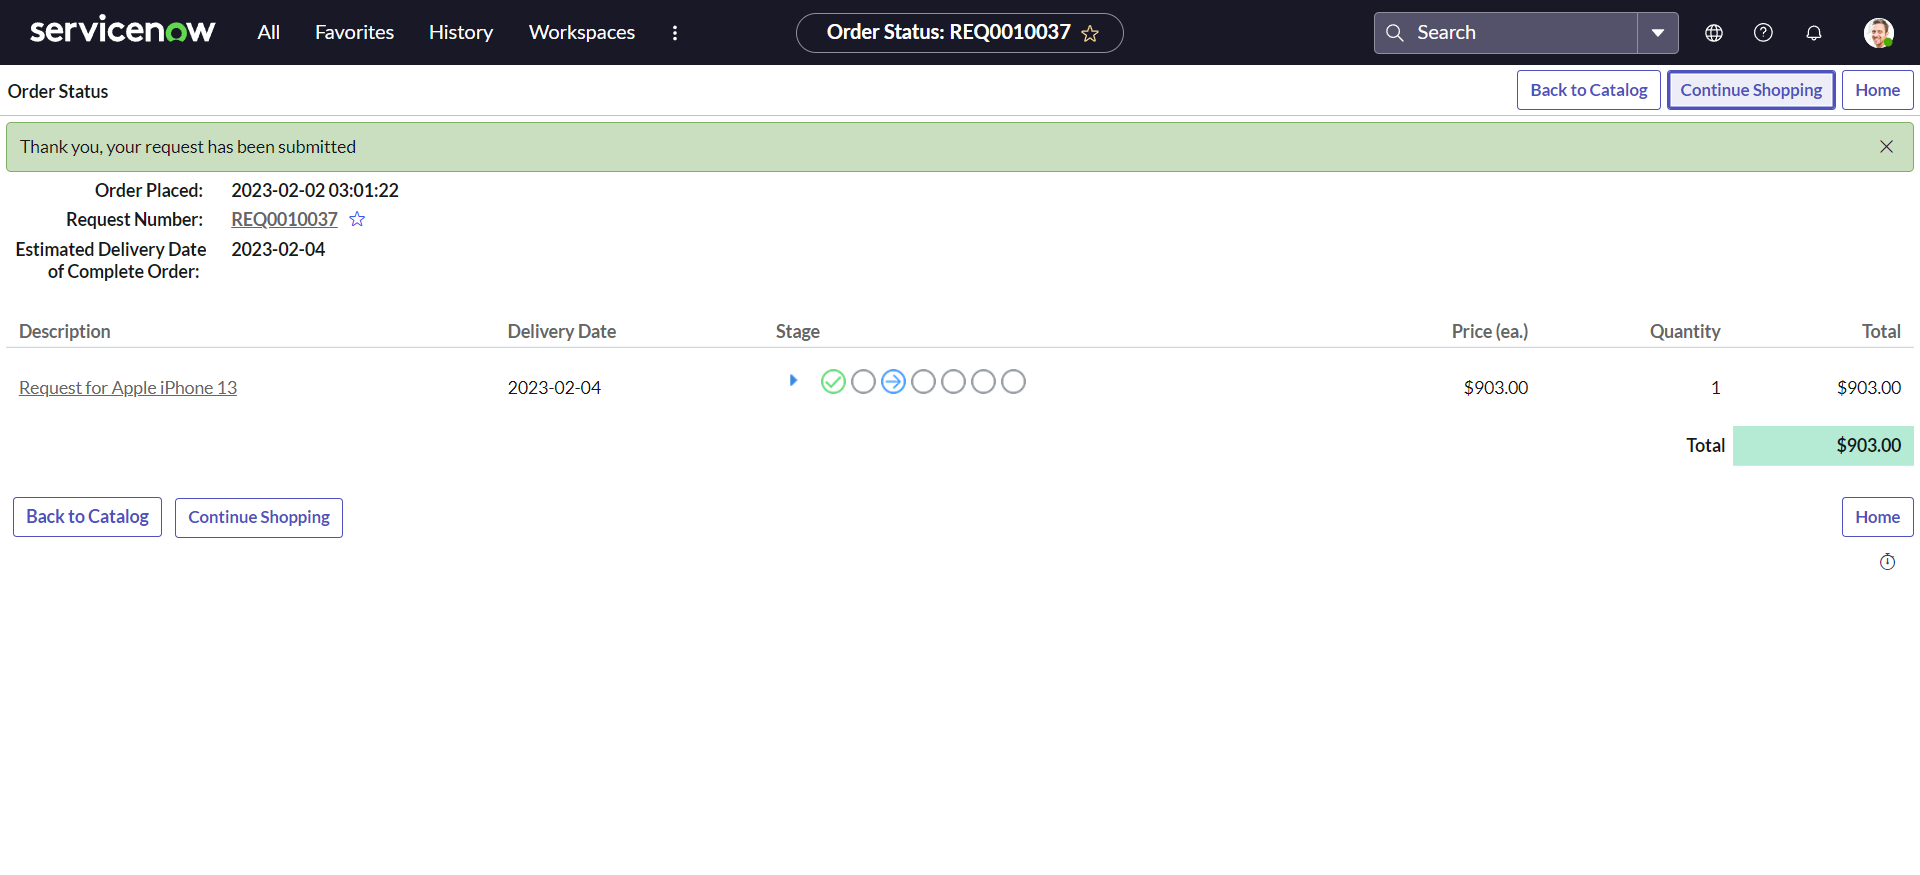 servicenow All Favorites History Workspaces Order Status: REQ0010037 Search
Order Status Back to Catalog Continue Shopping Home
Thank you, your request has been submitted
Order Placed: 2023-02-02 03:01:22
Request Number: REQ0010037
Estimated Delivery Date 2023-02-04
of Complete Order:
Description Delivery Date Stage Price (ea.) Quantity Total
Request for Apple iPhone 13 2023-02-04 $903.00 1 $903.00
Total $903.00
Back to Catalog Continue Shopping Home